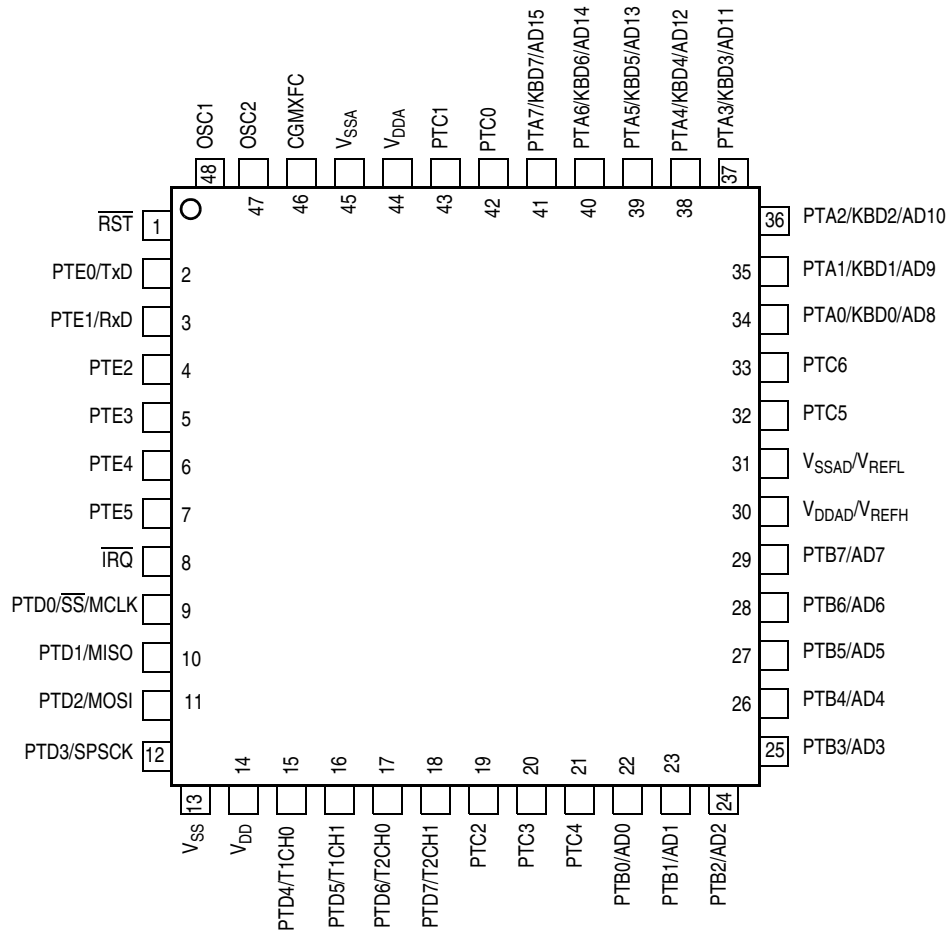 OSC1
OSC2
CGMXFC
VSSA
VDDA
PTC1
PTC0
PTA7/KBD7/AD15
PTA6/KBD6/AD14
PTA5/KBD5/AD13
PTA4/KBD4/AD12
PTA3/KBD3/AD11
48
47
46
45
44
43
42
41
40
39
38
37
RST 1
PTE0/TxD 2
PTE1/RxD 3
PTE2 4
PTE3 5
PTE4 6
PTE5 7
IRQ 8
PTD0/SS/MCLK 9
PTD1/MISO 10
PTD2/MOSI 11
PTD3/SPSCK 12
36 PTA2/KBD2/AD10
35 PTA1/KBD1/AD9
34 PTA0/KBD0/AD8
33 PTC6
32 PTC5
31 VSSAD/VREFL
30 VDDAD/VREFH
29 PTB7/AD7
28 PTB6/AD6
27 PTB5/AD5
26 PTB4/AD4
25 PTB3/AD3
13
14
15
16
17
18
19
20
21
22
23
24
VSS
VDD
PTD4/T1CH0
PTD5/T1CH1
PTD6/T2CH0
PTD7/T2CH1
PTC2
PTC3
PTC4
PTB0/AD0
PTB1/AD1
PTB2/AD2